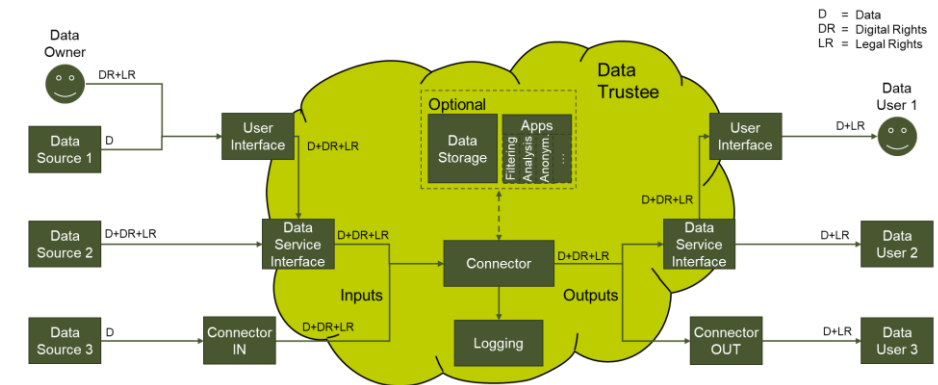 D = Data
DR = Digital Rights
LR = Legal Rights
Data
Owner
DR+LR
Data
Source 1
D
User
Interface
D+DR+LR
Data
Source 2
D+DR+LR
Data
Service
Interface
D+DR+LR
Data
Source 3
D
Connector
IN
D+DR+LR
Inputs
Data
Trustee
Optional
Data
Storage
Apps
Filtering
Analysis
Anonym.
...
Connector
D+DR+LR
Logging
Outputs
User
Interface
D+LR
Data
User 1
D+DR+LR
Data
Service
Interface
D+LR
Data
User 2
Connector
OUT
D+LR
Data
User 3